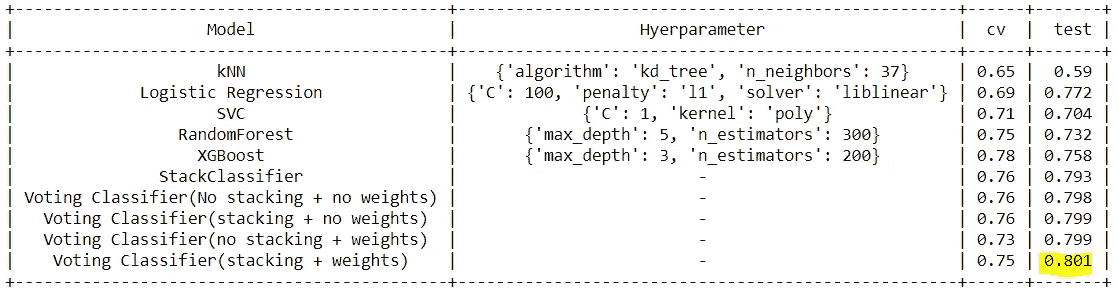 +----------------------------------------+----------------------------------------------+------+-------+
| Model | Hyerparameter | cv | test |
+----------------------------------------+----------------------------------------------+------+-------+
| kNN | {'algorithm': 'kd_tree', 'n_neighbors': 37} | 0.65 | 0.59 |
| Logistic Regression | {'C': 100, 'penalty': 'l1', 'solver': 'liblinear'} | 0.69 | 0.772 |
| SVC | {'C': 1, 'kernel': 'poly'} | 0.71 | 0.704 |
| RandomForest | {'max_depth': 5, 'n_estimators': 300} | 0.75 | 0.732 |
| XGBoost | {'max_depth': 3, 'n_estimators': 200} | 0.78 | 0.758 |
| StackClassifier | - | 0.76 | 0.793 |
| Voting Classifier(No stacking + no weights) | - | 0.76 | 0.798 |
| Voting Classifier(stacking + no weights) | - | 0.76 | 0.799 |
| Voting Classifier(no stacking + weights) | - | 0.73 | 0.799 |
| Voting Classifier(stacking + weights) | - | 0.75 | 0.801 |
+----------------------------------------+----------------------------------------------+------+-------+